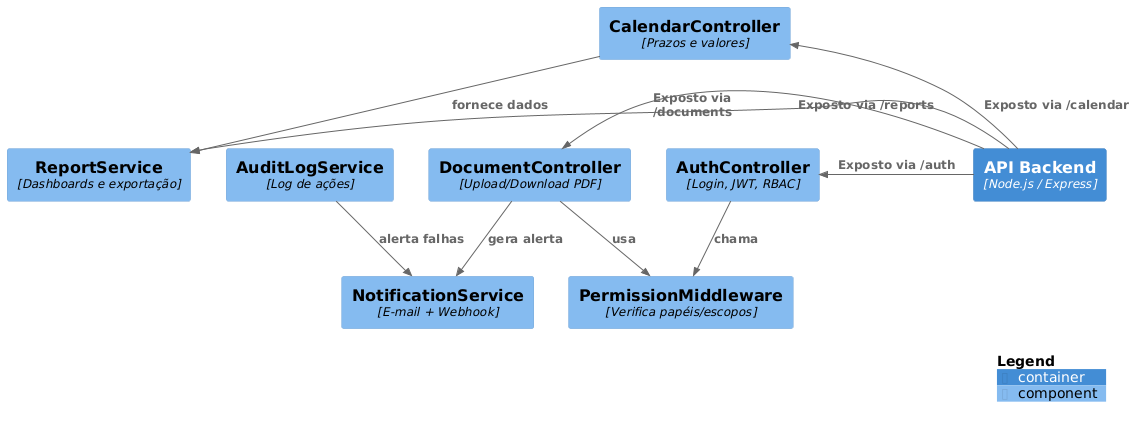 CalendarController
[Prazos e valores]
fornece dados
Exposto via
/documents
Exposto via /reports
Exposto via /calendar
ReportService
[Dashboards e exportação]
AuditLogService
[Log de ações]
DocumentController
[Upload/Download PDF]
AuthController
[Login, JWT, RBAC]
Exposto via /auth
API Backend
[Node.js / Express]
alerta falhas
gera alerta
usa
chama
NotificationService
[E-mail + Webhook]
PermissionMiddleware
[Verifica papéis/escopos]
Legend
container
component